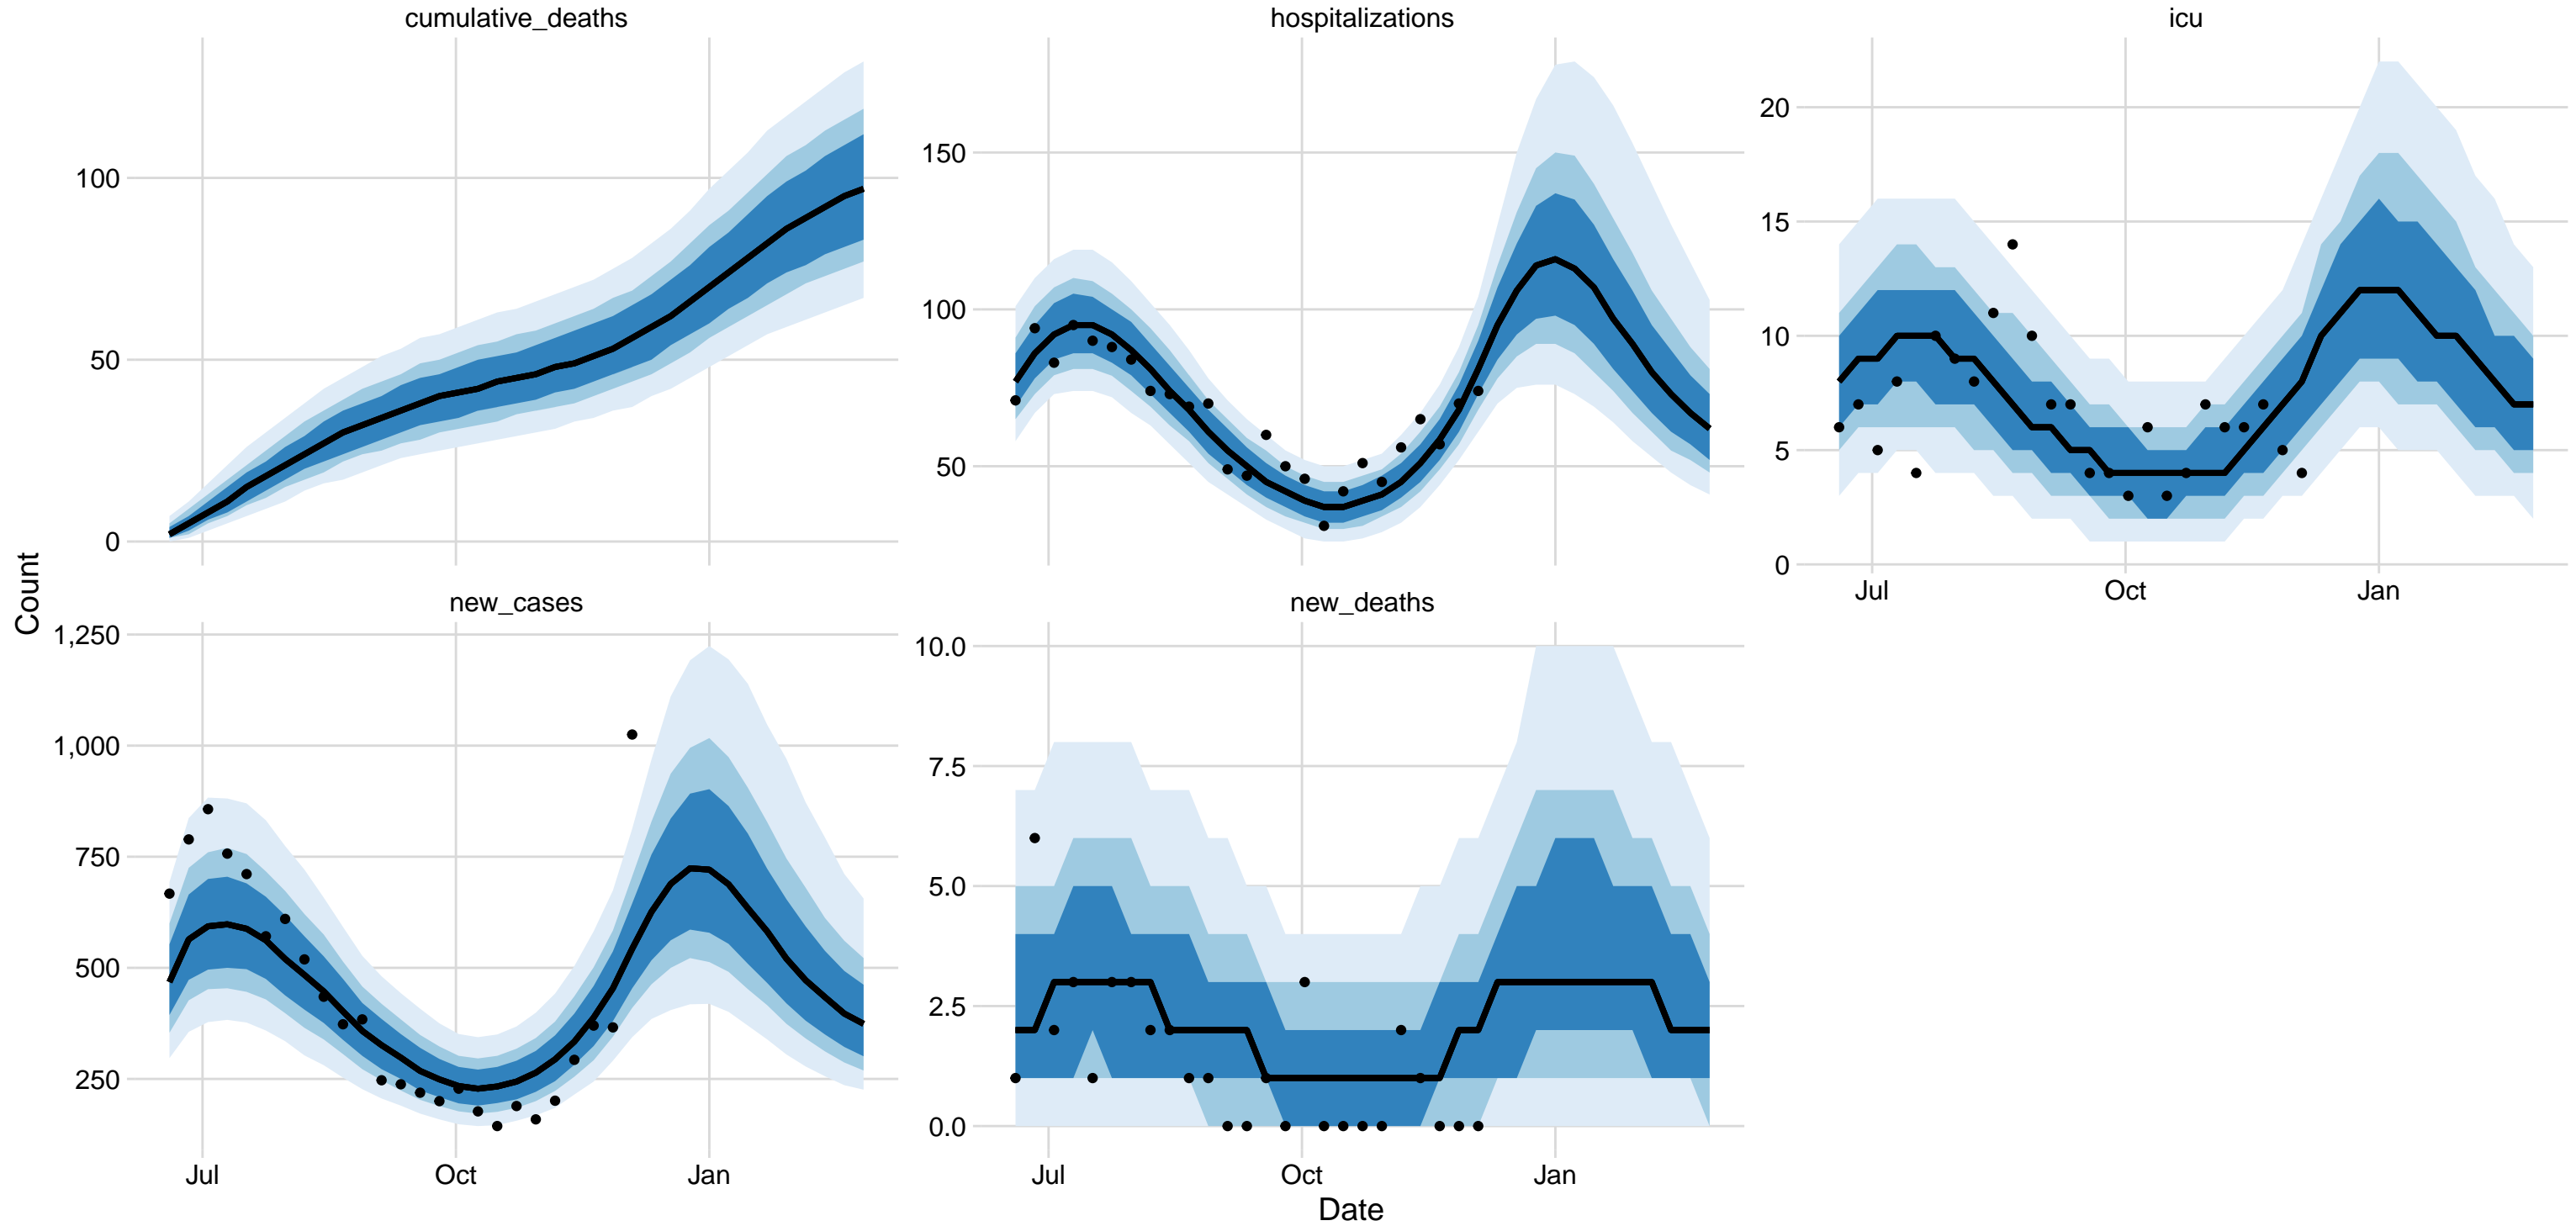 cumulative_deaths
hospitalizations
icu
100
50
0
150
100
50
20
15
10
5
0
Jul
Oct
Jan
Count
new_cases
new_deaths
1,250
1,000
750
500
250
10.0
7.5
5.0
2.5
0.0
Jul
Oct
Jan
Jul
Oct
Jan
Date